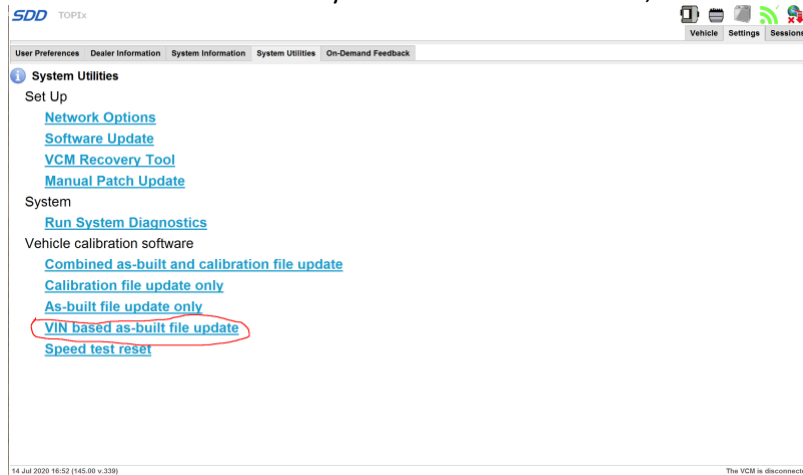 SDD TOPIx
Vehicle Settings Sessions
User Preferences Dealer Information System Information System Utilities On-Demand Feedback
System Utilities
Set Up
Network Options
Software Update
VCM Recovery Tool
Manual Patch Update
System
Run System Diagnostics
Vehicle calibration software
Combined as-built and calibration file update
Calibration file update only
As-built file update only
VIN based as-built file update
Speed test reset
14 Jul 2020 16:52 (145.00 v.339) The VCM is disconnecte